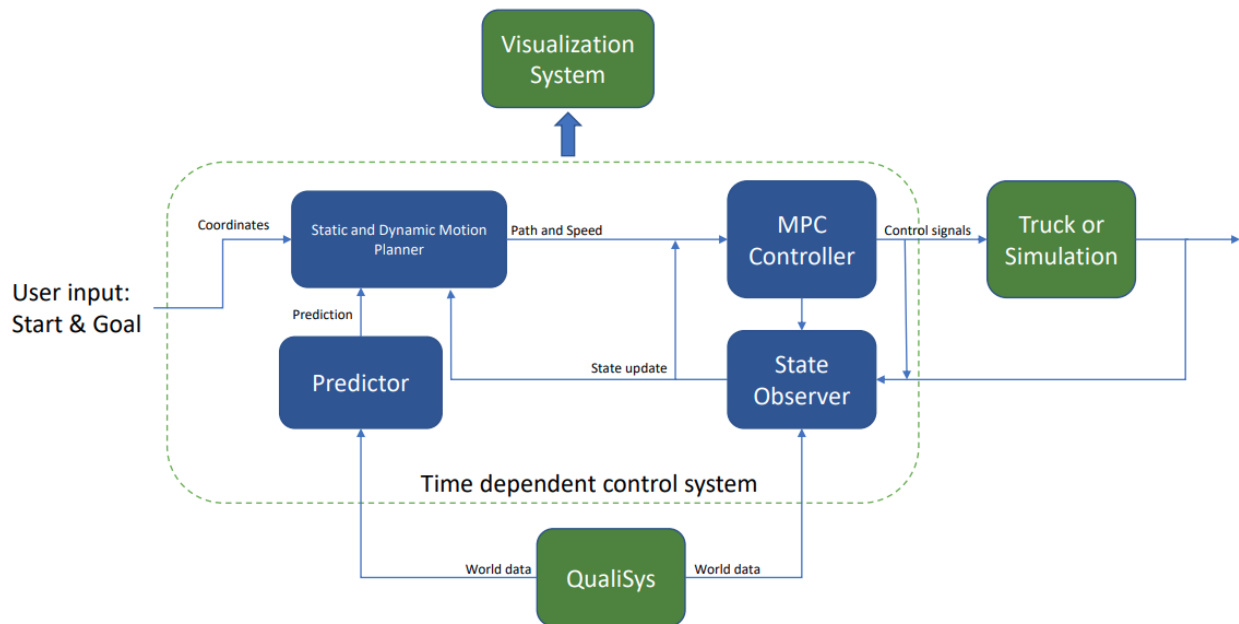 Visualization
System
Coordinates
Static and Dynamic Motion
Planner
Path and Speed
MPC
Controller
Control signals
Truck or
Simulation
User input:
Start & Goal
Prediction
Predictor
State update
State
Observer
Time dependent control system
World data
QualiSys
World data